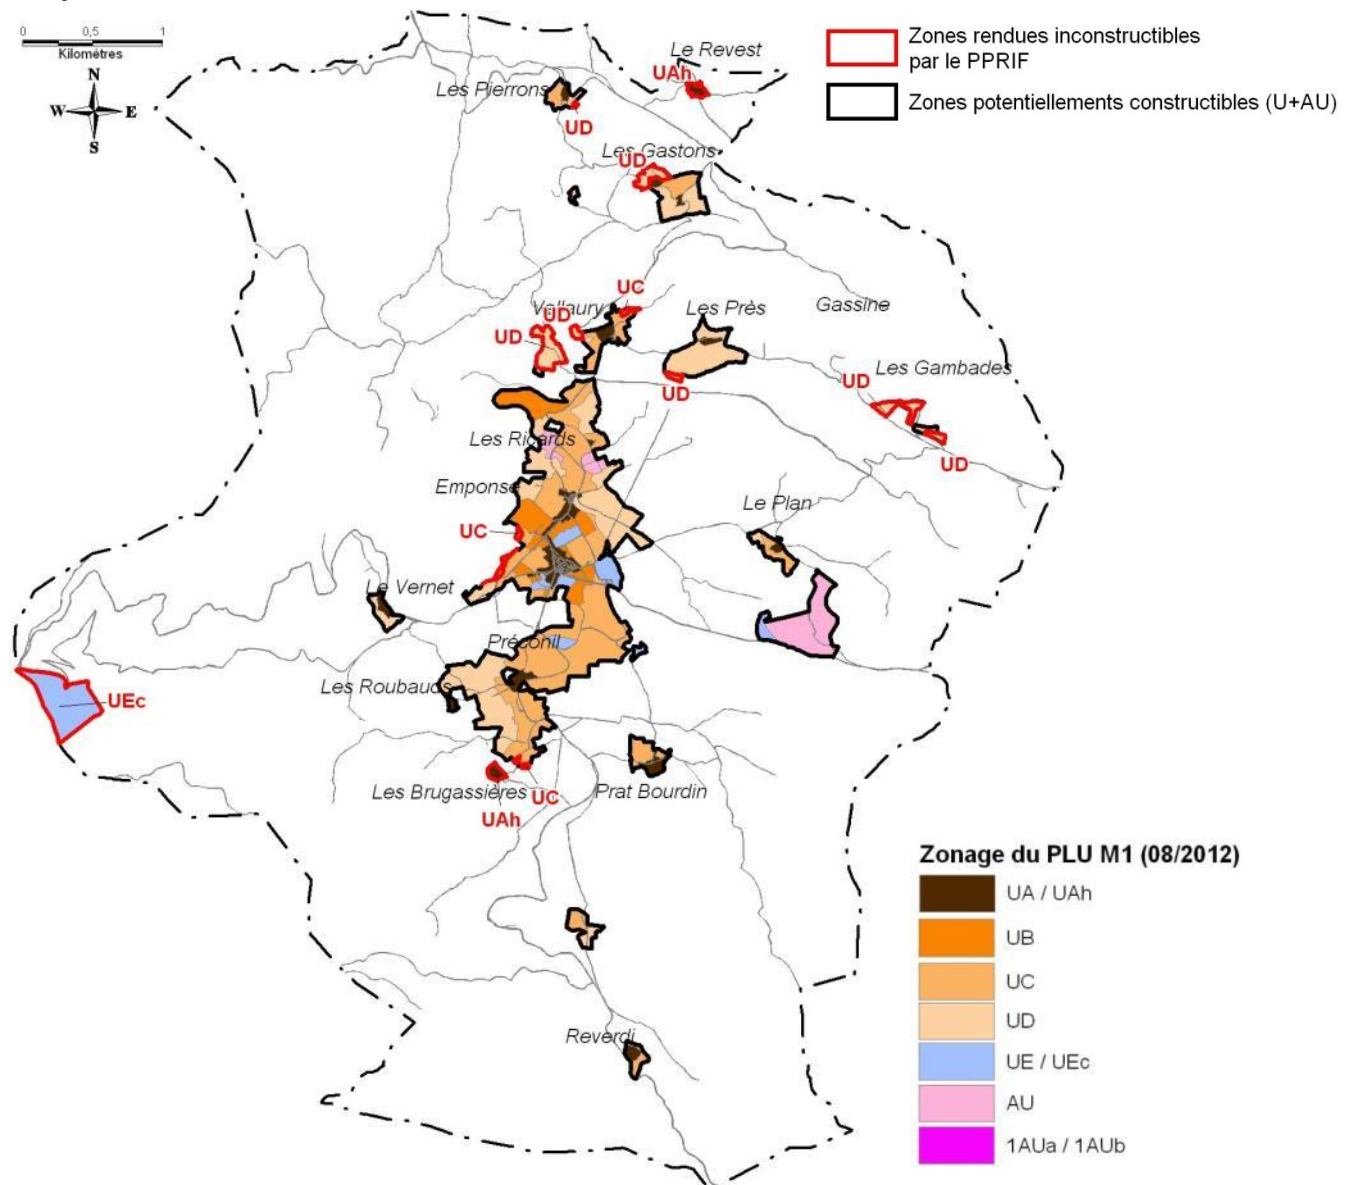 0 0,5 1
Kilomètres
N
W E
S
Zones rendues inconstructibles
par le PPRIF
Zones potentiellements constructibles (U+AU)
Le Revest
UAh
Les Pierrons
UD
Les Gastons
UD
UC
Vallaury
UD
UD
Les Près
Gassine
UD
Les Gambades
UD
UD
Les Ricards
Emponse
UC
Le Plan
Le Vernet
Préconil
Les Roubauds
UEc
Les Brugassières
UC
UAh
Prat Bourdin
Reverdi
Zonage du PLU M1 (08/2012)
UA / UAh
UB
UC
UD
UE / UEc
AU
1AUa / 1AUb